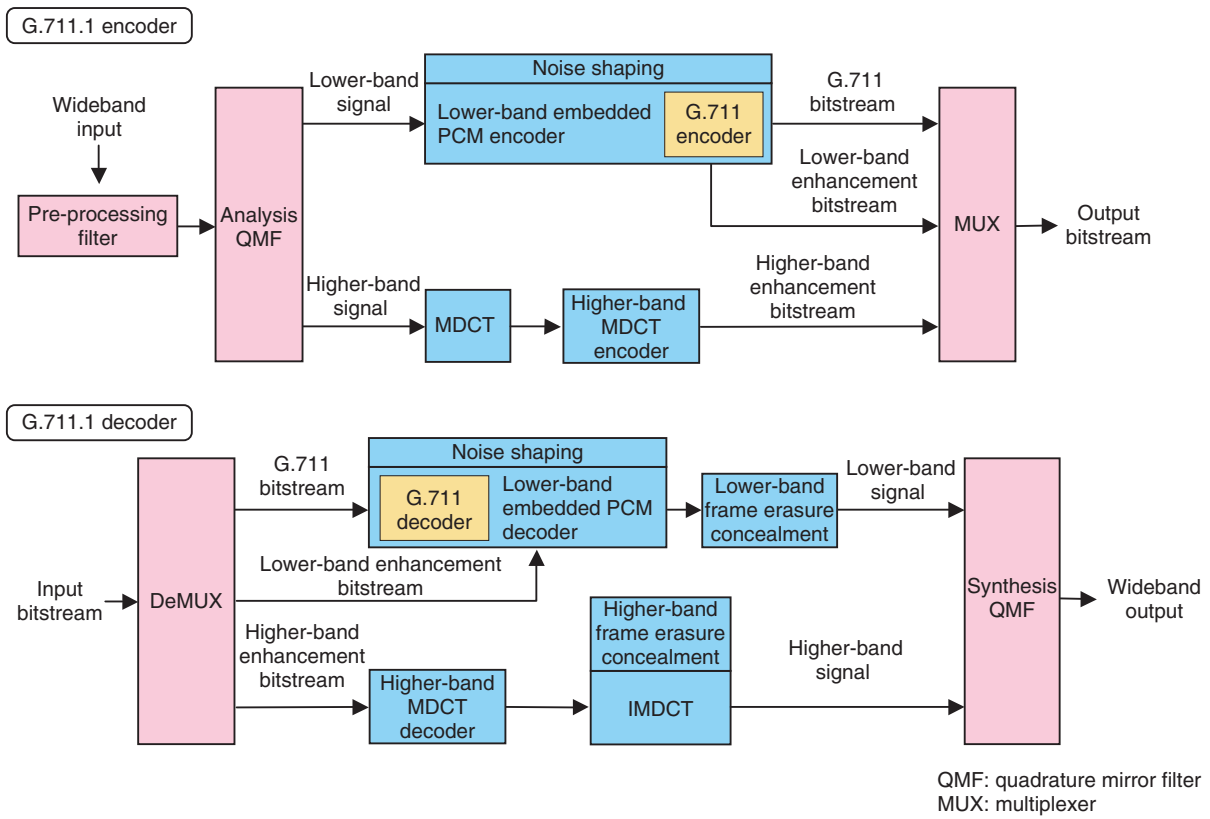 G.711.1 encoder
Wideband
input
Pre-processing
filter
Analysis
QMF
Lower-band
signal
Noise shaping
Lower-band embedded
PCM encoder
G.711
encoder
G.711
bitstream
Lower-band
enhancement
bitstream
Higher-band
signal
MDCT
Higher-band
MDCT
encoder
Higher-band
enhancement
bitstream
MUX
Output
bitstream
G.711.1 decoder
Input
bitstream
DeMUX
G.711
bitstream
Noise shaping
G.711
decoder
Lower-band
embedded PCM
decoder
Lower-band enhancement
bitstream
Lower-band
frame erasure
concealment
Lower-band
signal
Higher-band
enhancement
bitstream
Higher-band
MDCT
decoder
Higher-band
frame erasure
concealment
IMDCT
Higher-band
signal
Synthesis
QMF
Wideband
output
QMF: quadrature mirror filter
MUX: multiplexer